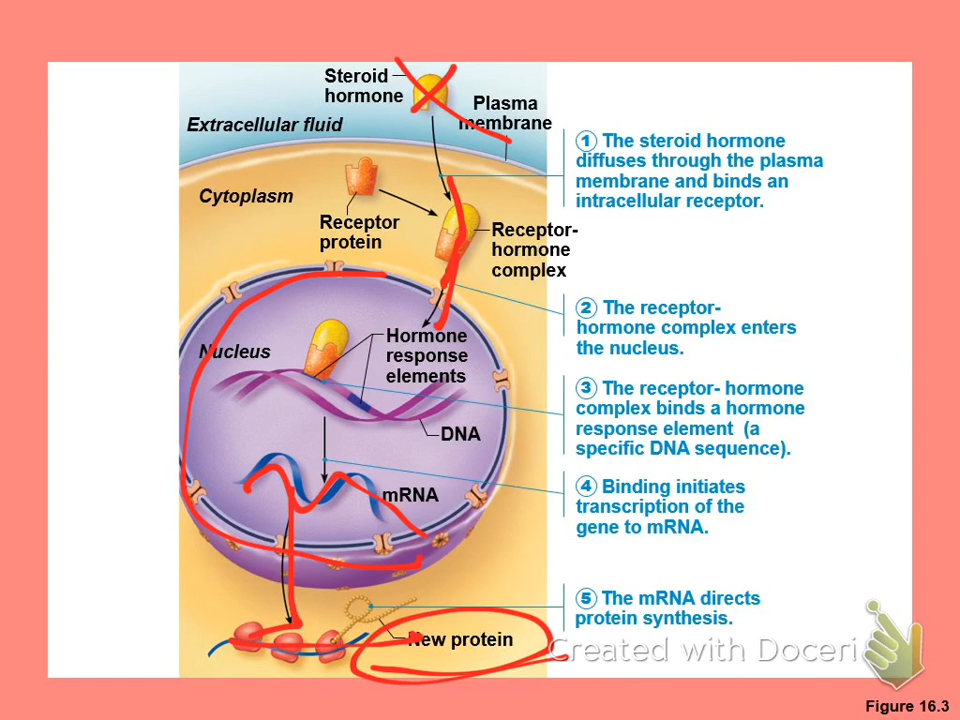 Steroid
hormone
Plasma
membrane
Extracellular fluid
① The steroid hormone
diffuses through the plasma
membrane and binds an
intracellular receptor.
Cytoplasm
Receptor
protein
Receptor-
hormone
complex
② The receptor-
hormone complex enters
the nucleus.
Nucleus
Hormone
response
elements
③ The receptor- hormone
complex binds a hormone
response element (a
specific DNA sequence).
DNA
mRNA
④ Binding initiates
transcription of the
gene to mRNA.
⑤ The mRNA directs
protein synthesis.
New protein
Created with Doceri
Figure 16.3